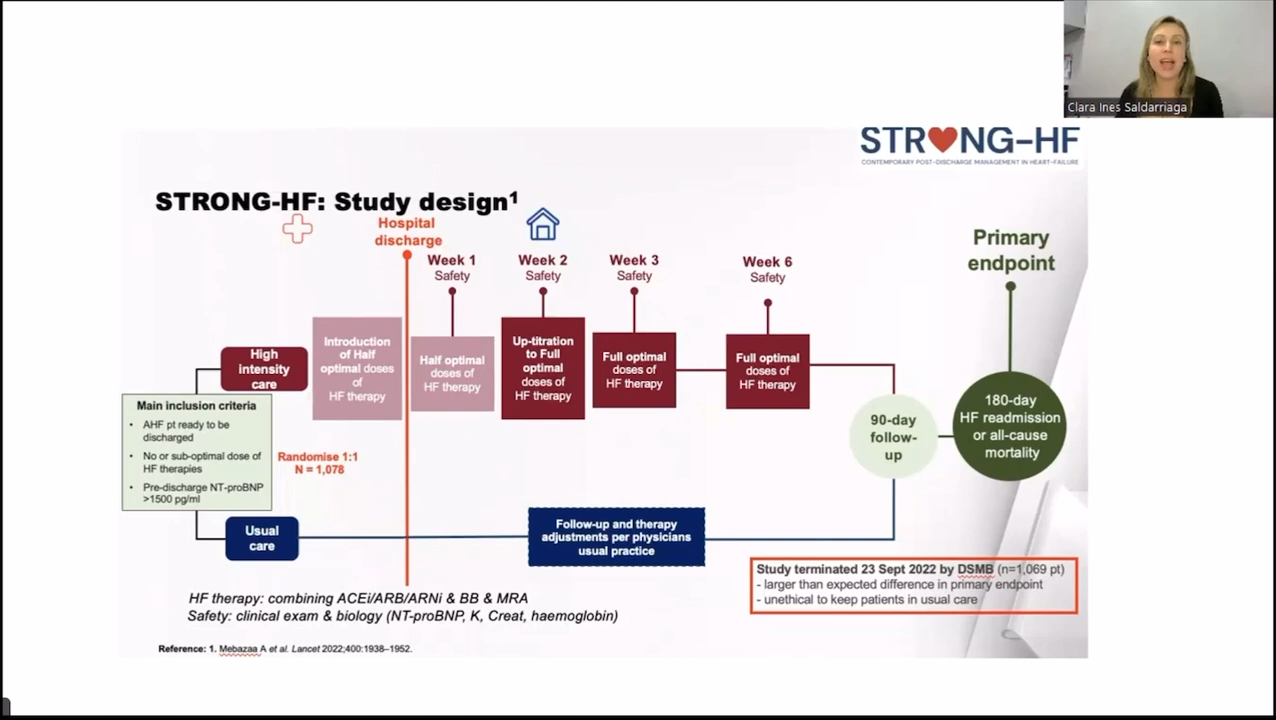 Clara Ines Saldarriaga
STRONG-HF
CONTEMPORARY POST-DISCHARGE MANAGEMENT IN HEART-FAILURE
STRONG-HF: Study design¹
Hospital
discharge
Week 1
Safety
Week 2
Safety
Week 3
Safety
Week 6
Safety
Primary
endpoint
High
intensity
care
Introduction
of Half
optimal doses
of
HF therapy
Half optimal
doses of
HF therapy
Up-titration
to Full
optimal
doses of
HF therapy
Full optimal
doses of
HF therapy
Full optimal
doses of
HF therapy
Main inclusion criteria
• AHF pt ready to be
discharged
• No or sub-optimal dose of
HF therapies
• Pre-discharge NT-proBNP
>1500 pg/ml
Randomise 1:1
N = 1,078
90-day
follow-
up
180-day
HF readmission
or all-cause
mortality
Usual
care
Follow-up and therapy
adjustments per physicians
usual practice
Study terminated 23 Sept 2022 by DSMB (n=1,069 pt)
- larger than expected difference in primary endpoint
- unethical to keep patients in usual care
HF therapy: combining ACEi/ARB/ARNi & BB & MRA
Safety: clinical exam & biology (NT-proBNP, K, Creat, haemoglobin)
Reference: 1. Mebazaa A et al. Lancet 2022;400:1938–1952.